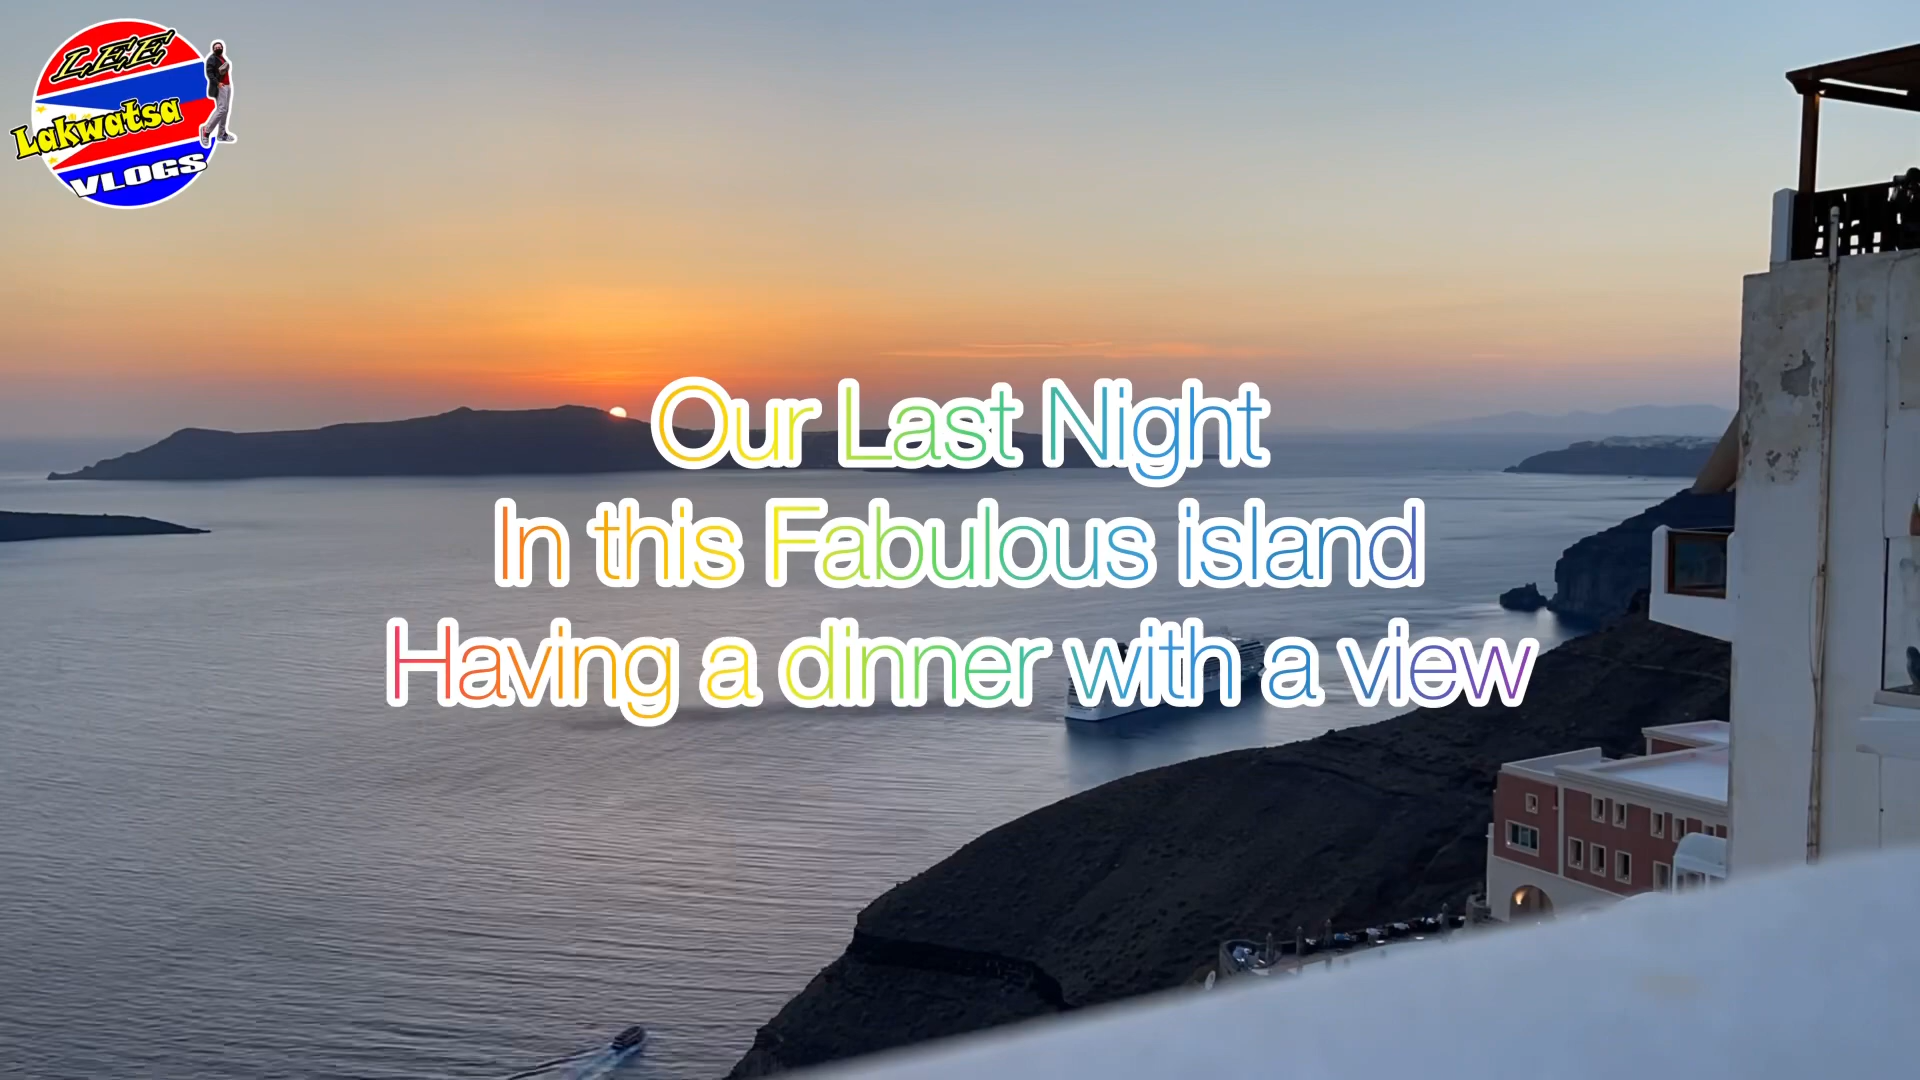 LEE
Lakwatsa
VLOGS
Our Last Night
In this Fabulous island
Having a dinner with a view